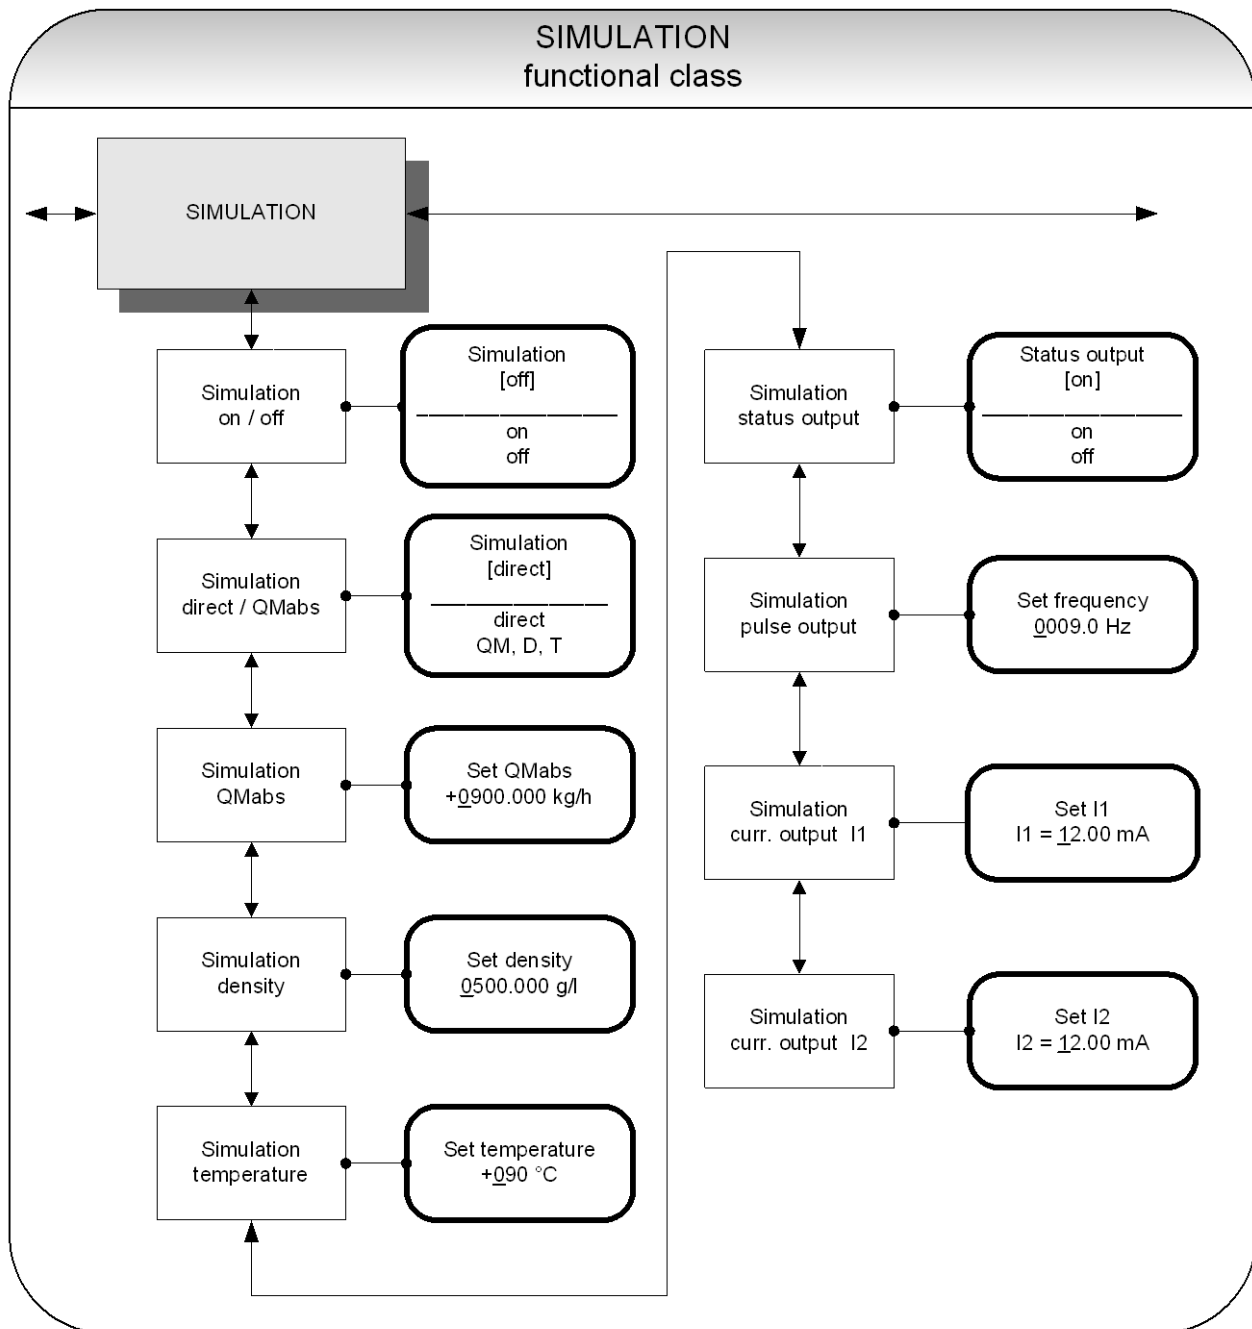 SIMULATION
functional class
SIMULATION
Simulation
on / off
Simulation
[off]
on
off
Simulation
direct / QMabs
Simulation
[direct]
direct
QM, D, T
Simulation
QMabs
Set QMabs
+0900.000 kg/h
Simulation
density
Set density
0500.000 g/l
Simulation
temperature
Set temperature
+090 °C
Simulation
status output
Status output
[on]
on
off
Simulation
pulse output
Set frequency
0009.0 Hz
Simulation
curr. output I1
Set I1
I1 = 12.00 mA
Simulation
curr. output I2
Set I2
I2 = 12.00 mA